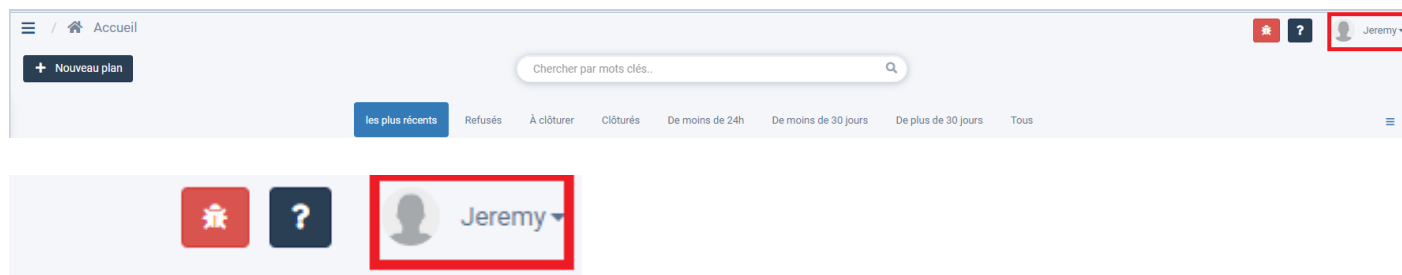 / Accueil
? Jeremy
+ Nouveau plan
Chercher par mots clés..
les plus récents Refusés À clôturer Clôturés De moins de 24h De moins de 30 jours De plus de 30 jours Tous
? Jeremy